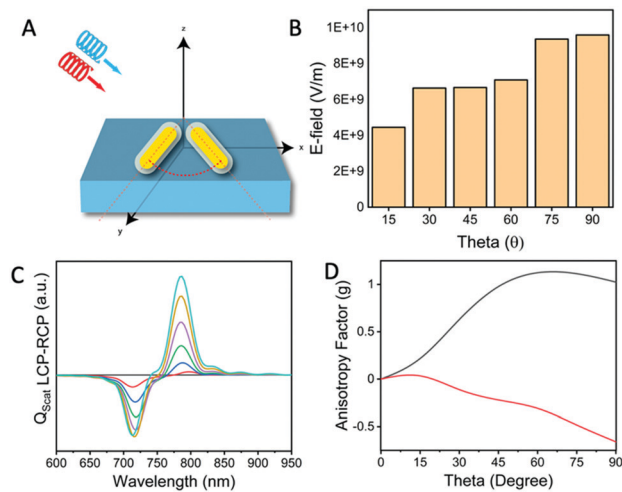 A
z
x
y
B
E-field (V/m)
1E+10
8E+9
6E+9
4E+9
2E+9
0
15 30 45 60 75 90
Theta (θ)
C
Q_Scat LCP-RCP (a.u.)
600 650 700 750 800 850 900 950
Wavelength (nm)
D
Anisotropy Factor (g)
1
0.5
0
-0.5
0 15 30 45 60 75 90
Theta (Degree)